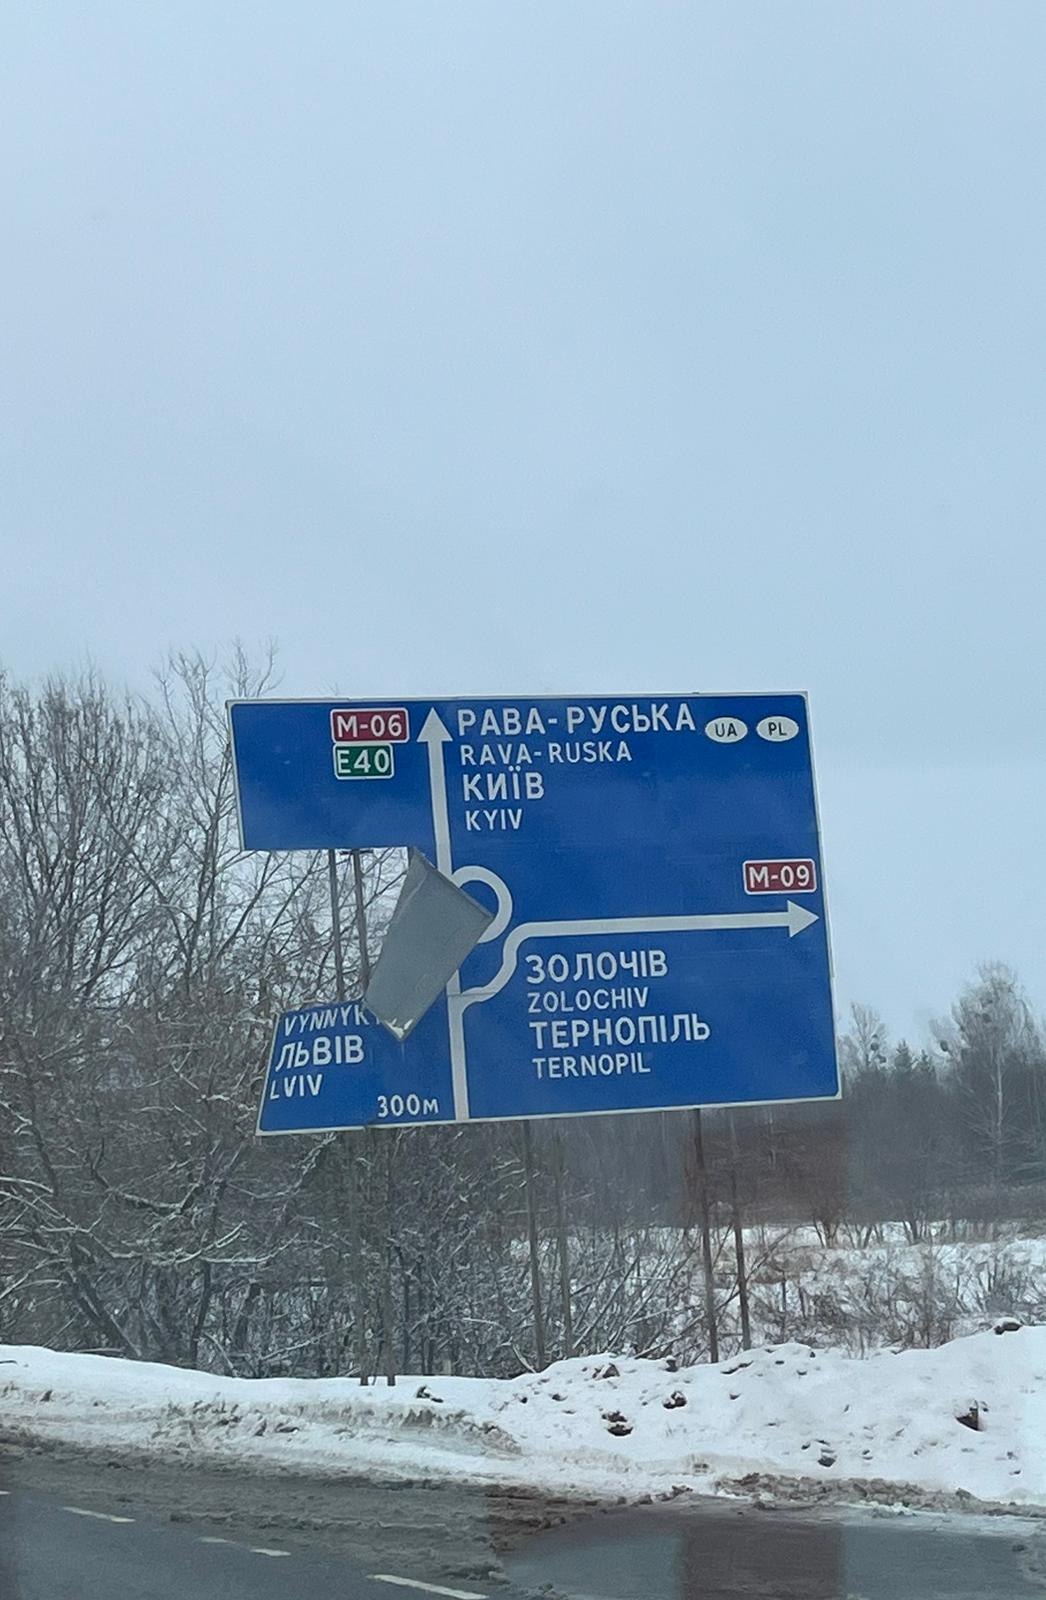 М-06
E40
РАВА-РУСЬКА UA PL
RAVA-RUSKA
КИЇВ
KYIV
М-09
ЗОЛОЧІВ
ZOLOCHIV
ТЕРНОПІЛЬ
TERNOPIL
ЛЬВІВ
LVIV
300м